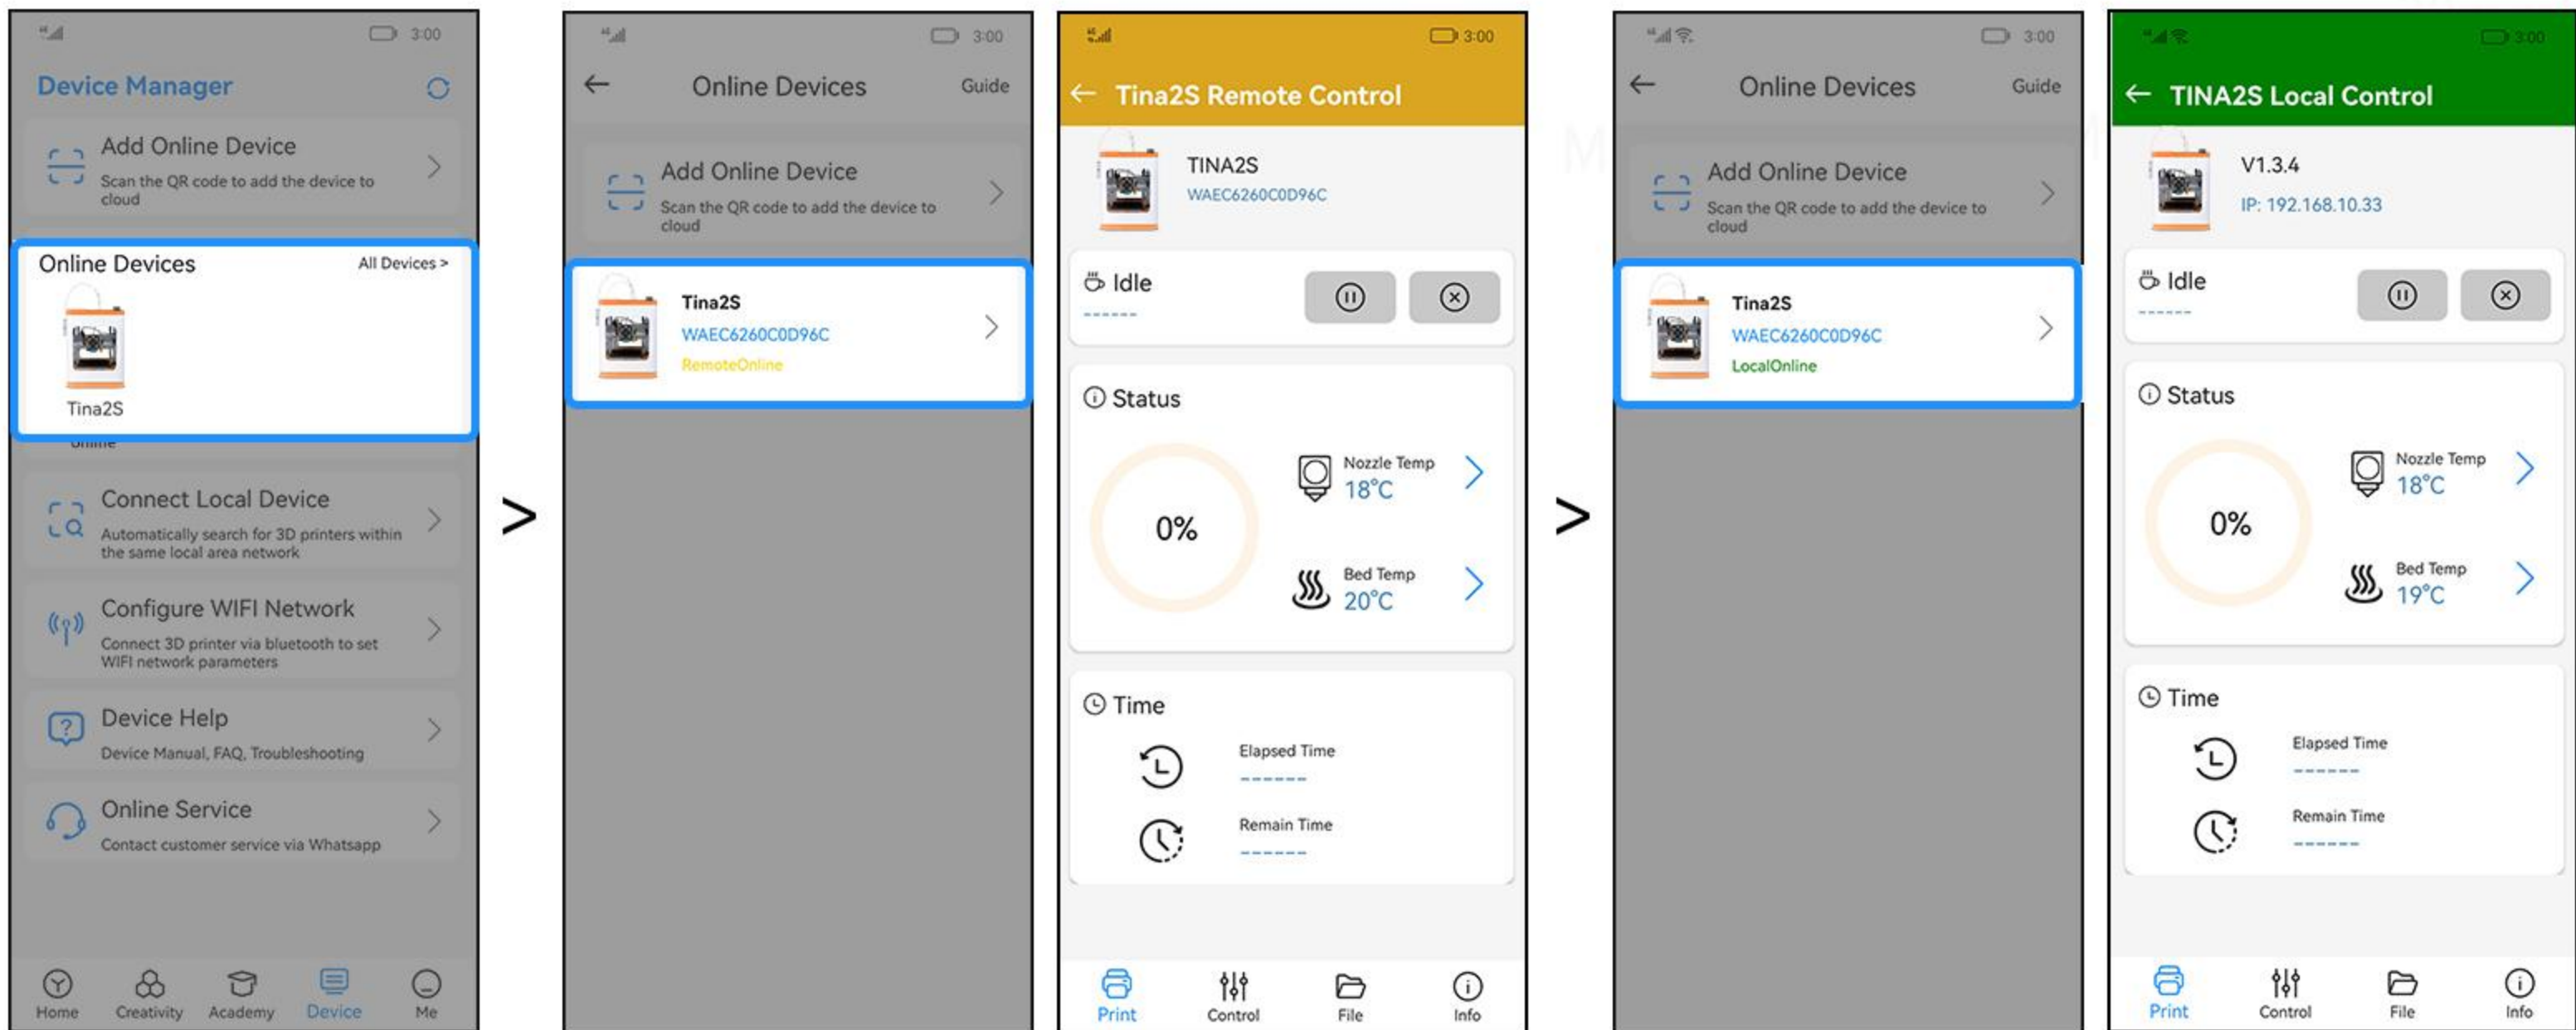 3:00
Device Manager
Add Online Device
Scan the QR code to add the device to
cloud
Online Devices
All Devices >
Tina2S
online
Connect Local Device
Automatically search for 3D printers within
the same local area network
Configure WIFI Network
Connect 3D printer via bluetooth to set
WIFI network parameters
Device Help
Device Manual, FAQ, Troubleshooting
Online Service
Contact customer service via Whatsapp
Home
Creativity
Academy
Device
Me
>
3:00
Online Devices
Guide
Add Online Device
Scan the QR code to add the device to
cloud
Tina2S
WAEC6260C0D96C
RemoteOnline
3:00
Tina2S Remote Control
TINA2S
WAEC6260C0D96C
Idle
------
Status
0%
Nozzle Temp
18°C
Bed Temp
20°C
Time
Elapsed Time
------
Remain Time
------
Print
Control
File
Info
>
3:00
Online Devices
Guide
Add Online Device
Scan the QR code to add the device to
cloud
Tina2S
WAEC6260C0D96C
LocalOnline
3:00
TINA2S Local Control
V1.3.4
IP: 192.168.10.33
Idle
------
Status
0%
Nozzle Temp
18°C
Bed Temp
19°C
Time
Elapsed Time
------
Remain Time
------
Print
Control
File
Info